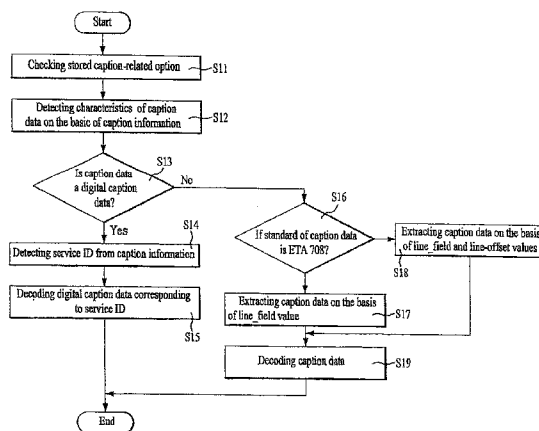 Start
Checking stored caption-related option
S11
Detecting characteristics of caption
data on the basic of caption information
S12
Is caption data
a digital caption
data?
S13
No
Yes
S14
Detecting service ID from caption information
Decoding digital caption data corresponding
to service ID
S15
S16
If standard of caption data
is ETA 708?
Extracting caption data on the basis
of line_field and line-offset values
S18
Extracting caption data on the basis
of line_field value
S17
Decoding caption data
S19
End